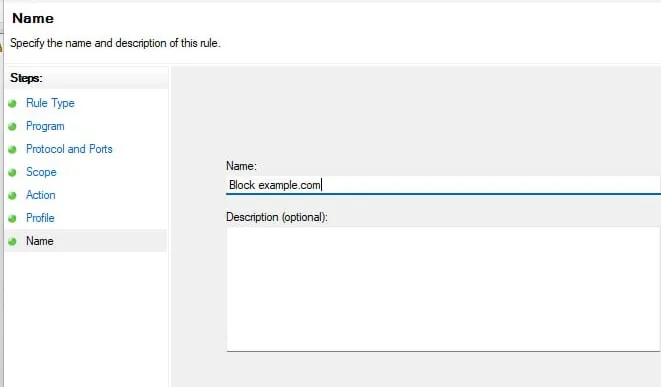 Name
Specify the name and description of this rule.
Steps:
Rule Type
Program
Protocol and Ports
Scope
Action
Profile
Name
Name:
Block example.com
Description (optional):